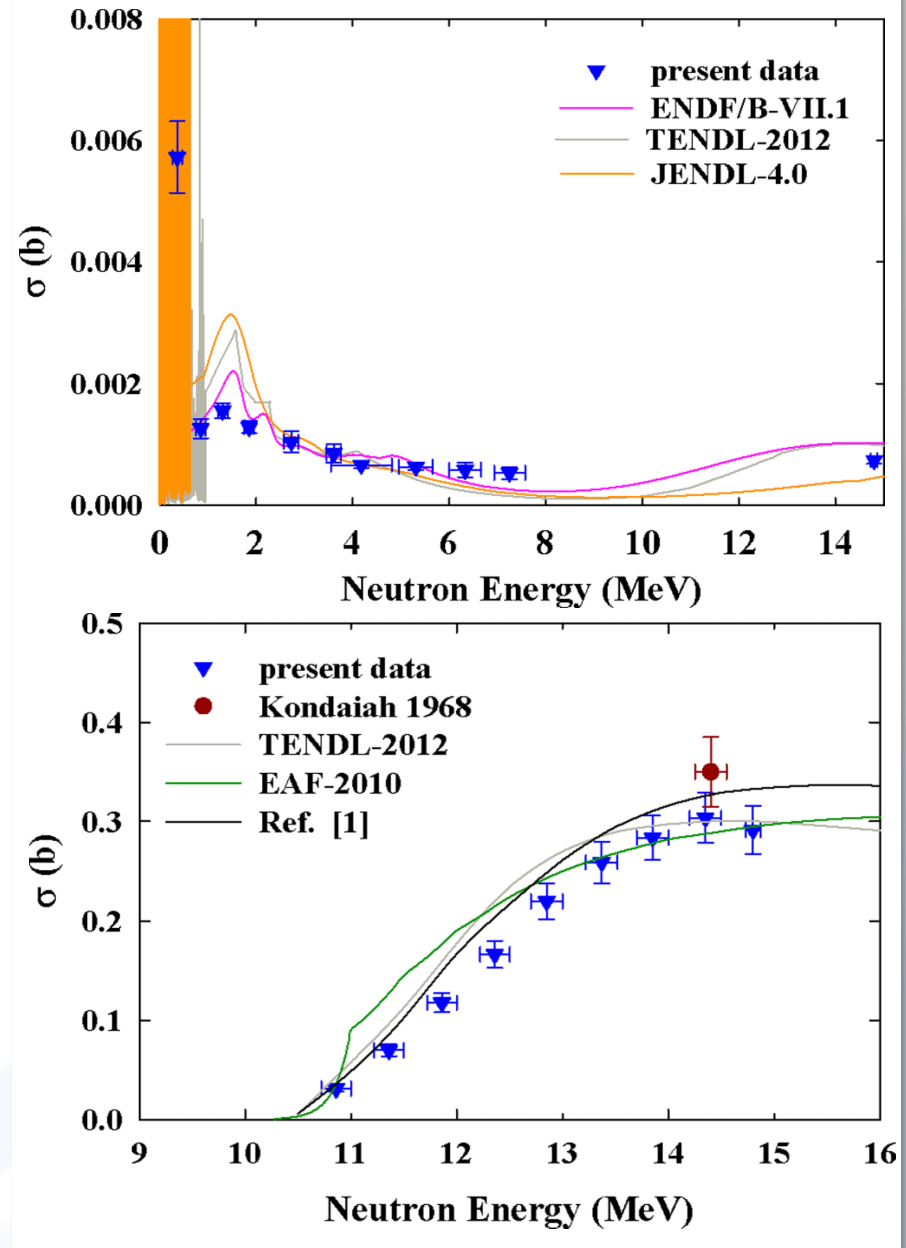 0.008
0.006
0.004
0.002
0.000
σ (b)
present data
ENDF/B-VII.1
TENDL-2012
JENDL-4.0
0 2 4 6 8 10 12 14
Neutron Energy (MeV)
0.5
0.4
0.3
0.2
0.1
0.0
σ (b)
present data
Kondaiah 1968
TENDL-2012
EAF-2010
Ref. [1]
9 10 11 12 13 14 15 16
Neutron Energy (MeV)